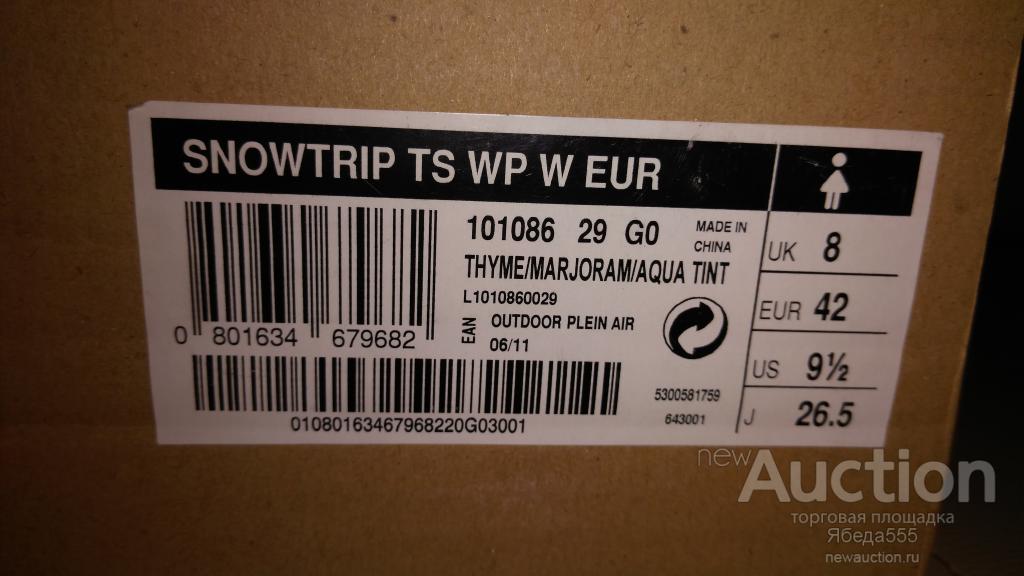 SNOWTRIP TS WP W EUR
101086 29 G0
MADE IN
CHINA
THYME/MARJORAM/AQUA TINT
L1010860029
EAN
OUTDOOR PLEIN AIR
06/11
0 801634 679682
5300581759
643001
01080163467968220G03001
UK 8
EUR 42
US 9½
J 26.5
newAuction
торговая площадка
Ябеда555
newauction.ru